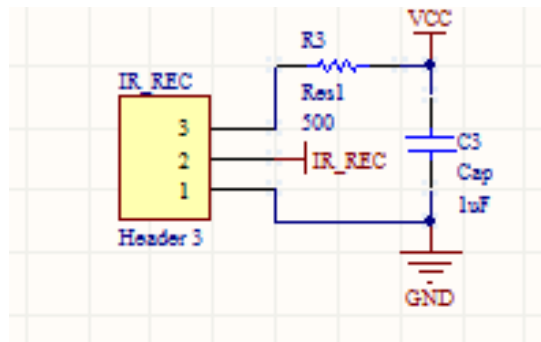 VCC
R3
IR_REC
Res1
3
500
2
IR_REC
C3
1
Cap
1uF
Header 3
GND